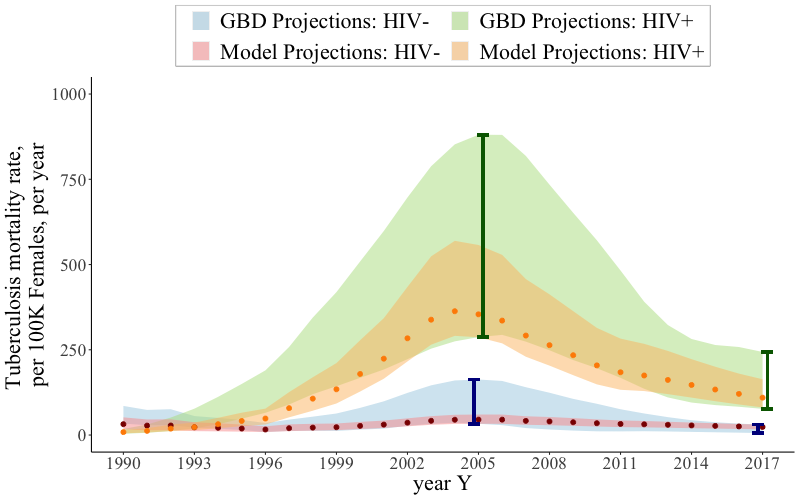 GBD Projections: HIV- GBD Projections: HIV+
Model Projections: HIV- Model Projections: HIV+
Tuberculosis mortality rate,
per 100K Females, per year
1000
750
500
250
0
1990 1993 1996 1999 2002 2005 2008 2011 2014 2017
year Y